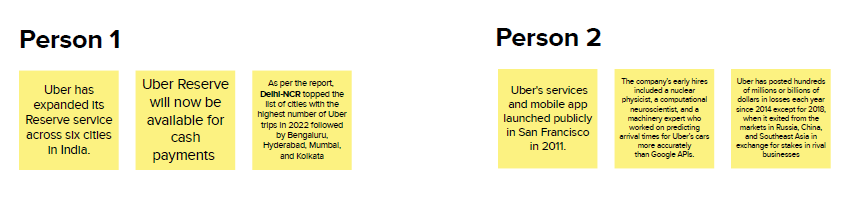 Person 1
Uber has
expanded its
Reserve service
across six cities
in India.
Uber Reserve
will now be
available for
cash
payments
As per the report,
Delhi-NCR topped the
list of cities with the
highest number of Uber
trips in 2022 followed
by Bengaluru,
Hyderabad, Mumbai,
and Kolkata
Person 2
Uber's services
and mobile app
launched publicly
in San Francisco
in 2011.
The company's early hires
included a nuclear
physicist, a computational
neuroscientist, and a
machinery expert who
worked on predicting
arrival times for Uber's cars
more accurately
than Google APIs.
Uber has posted hundreds
of millions or billions of
dollars in losses each year
since 2014 except for 2018,
when it exited from the
markets in Russia, China,
and Southeast Asia in
exchange for stakes in rival
businesses